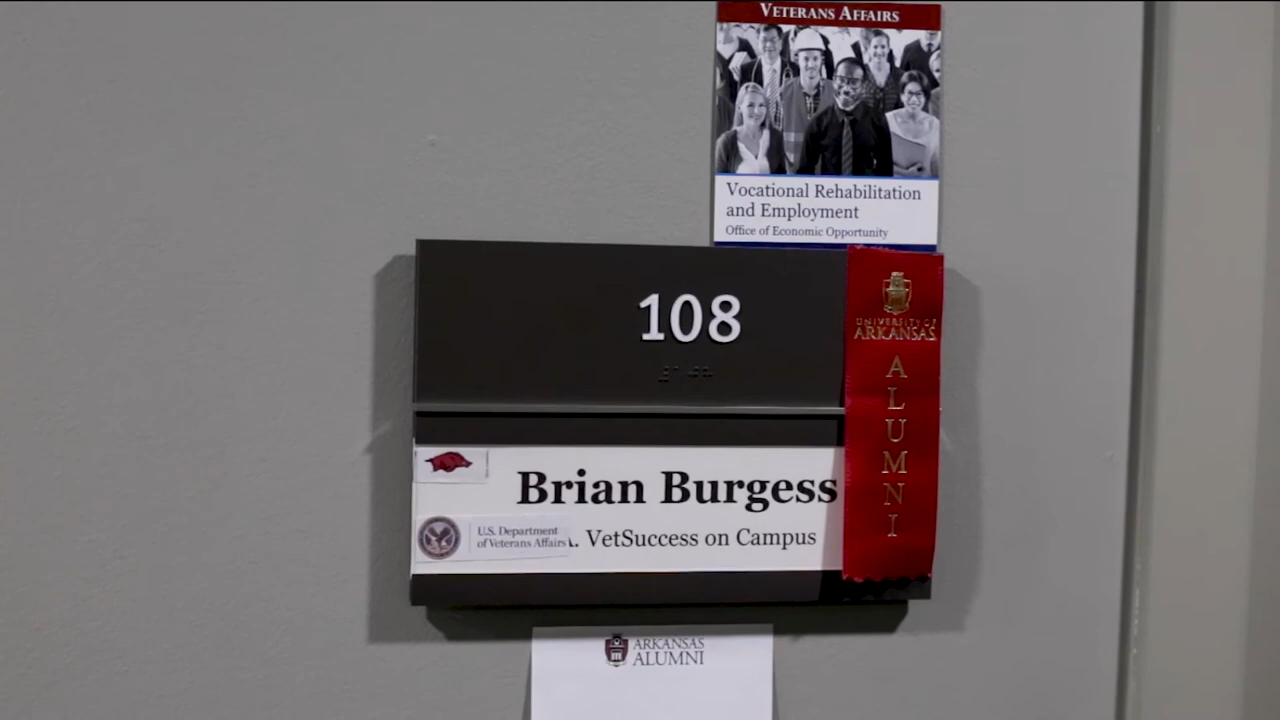 VETERANS AFFAIRS
Vocational Rehabilitation
and Employment
Office of Economic Opportunity
108
UNIVERSITY OF
ARKANSAS
ALUMNI
Brian Burgess
U.S. Department
of Veterans Affairs
. VetSuccess on Campus
ARKANSAS
ALUMNI